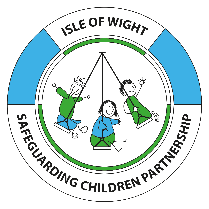 ISLE OF WIGHT
SAFEGUARDING CHILDREN PARTNERSHIP